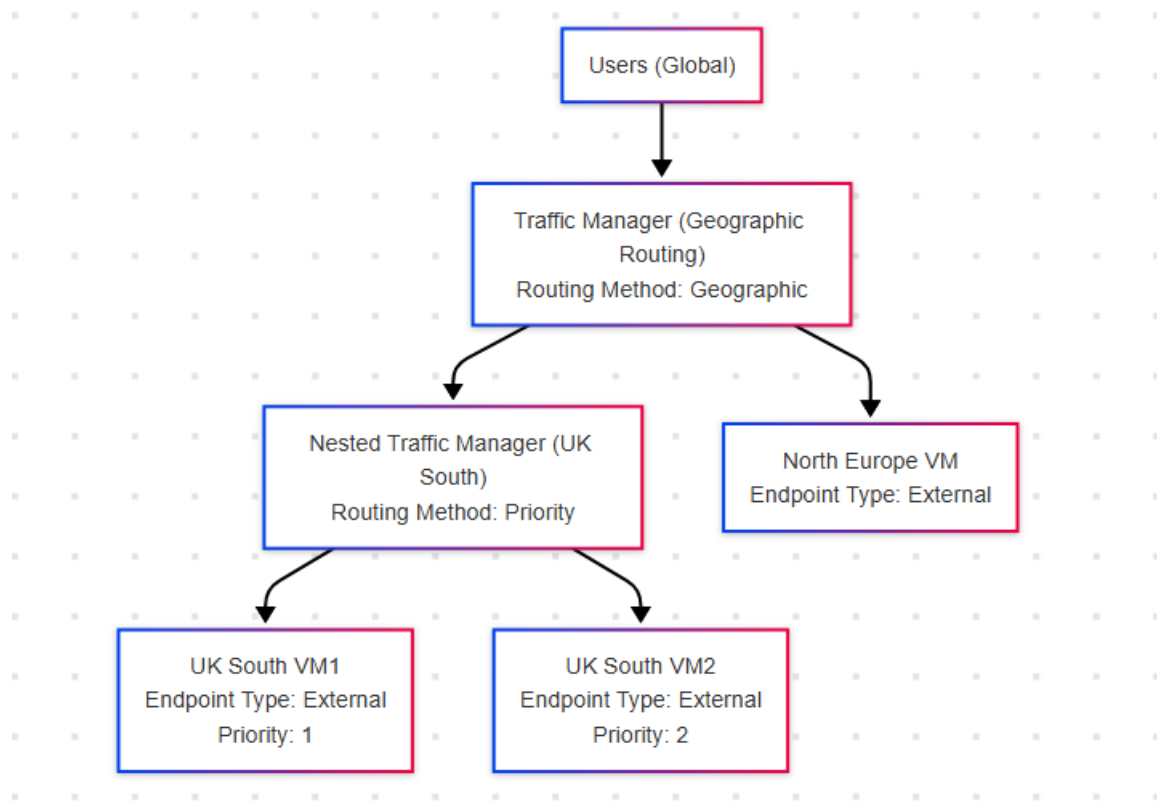 Users (Global)
Traffic Manager (Geographic
Routing)
Routing Method: Geographic
Nested Traffic Manager (UK
South)
Routing Method: Priority
North Europe VM
Endpoint Type: External
UK South VM1
Endpoint Type: External
Priority: 1
UK South VM2
Endpoint Type: External
Priority: 2